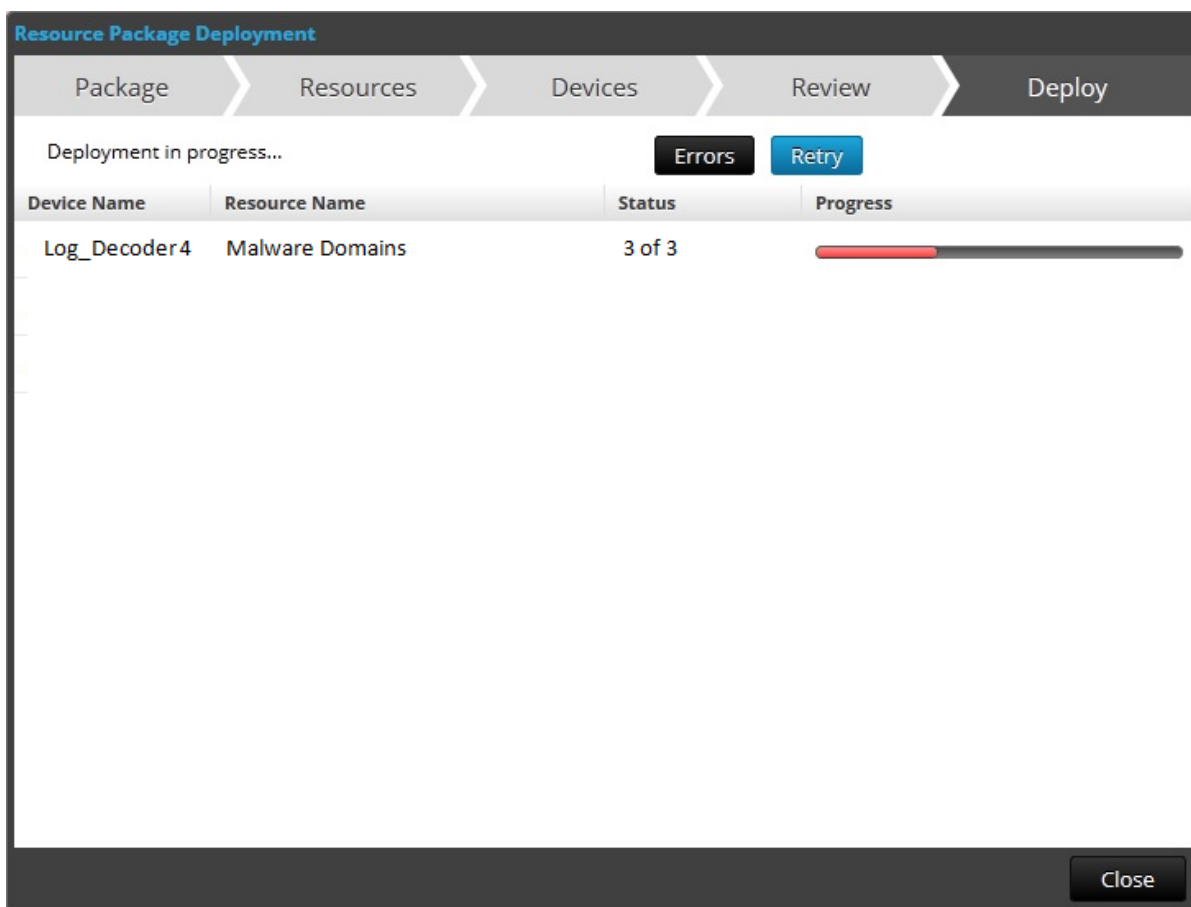 Resource Package Deployment
Package Resources Devices Review Deploy
Deployment in progress... Errors Retry
Device Name Resource Name Status Progress
Log_Decoder4 Malware Domains 3 of 3
Close